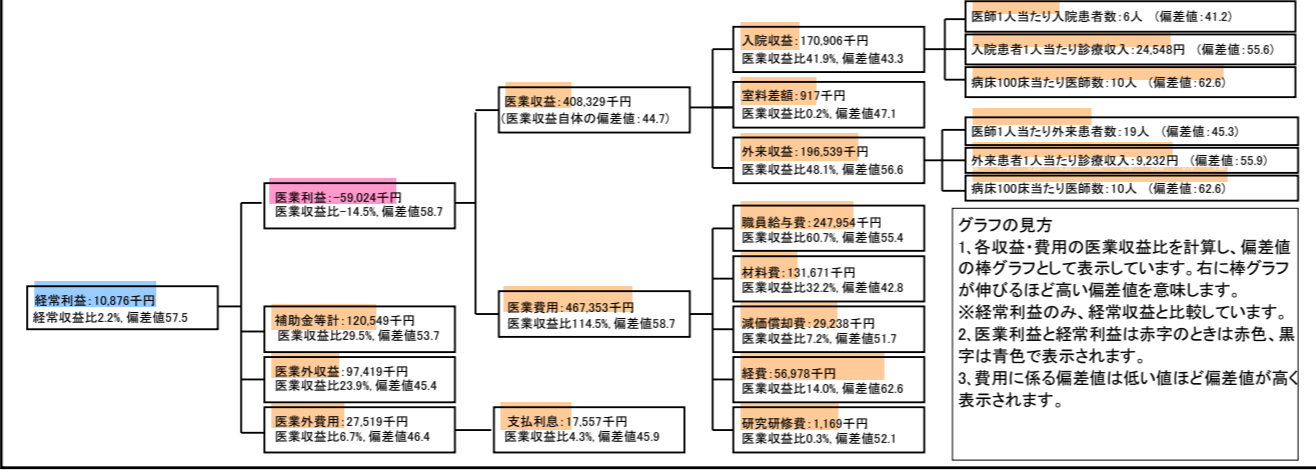 医師1人当たり入院患者数:6人 (偏差値:41.2)
入院収益:170,906千円
医業収益比41.9%, 偏差値43.3
入院患者1人当たり診療収入:24,548円 (偏差値:55.6)
病床100床当たり医師数:10人 (偏差値:62.6)
医業収益:408,329千円
(医業収益自体の偏差値:44.7)
室料差額:917千円
医業収益比0.2%, 偏差値47.1
医師1人当たり外来患者数:19人 (偏差値:45.3)
外来収益:196,539千円
医業収益比48.1%, 偏差値56.6
外来患者1人当たり診療収入:9,232円 (偏差値:55.9)
病床100床当たり医師数:10人 (偏差値:62.6)
医業利益:-59,024千円
医業収益比-14.5%, 偏差値58.7
職員給与費:247,954千円
医業収益比60.7%, 偏差値55.4
材料費:131,671千円
医業収益比32.2%, 偏差値42.8
経常利益:10,876千円
経常収益比2.2%, 偏差値57.5
医業費用:467,353千円
医業収益比114.5%, 偏差値58.7
補助金等計:120,549千円
医業収益比29.5%, 偏差値53.7
減価償却費:29,238千円
医業収益比7.2%, 偏差値51.7
医業外収益:97,419千円
医業収益比23.9%, 偏差値45.4
経費:56,978千円
医業収益比14.0%, 偏差値62.6
医業外費用:27,519千円
医業収益比6.7%, 偏差値46.4
支払利息:17,557千円
医業収益比4.3%, 偏差値45.9
研究研修費:1,169千円
医業収益比0.3%, 偏差値52.1
グラフの見方
1、各収益・費用の医業収益比を計算し、偏差値
の棒グラフとして表示しています。右に棒グラフ
が伸びるほど高い偏差値を意味します。
※経常利益のみ、経常収益と比較しています。
2、医業利益と経常利益は赤字のときは赤色、黒
字は青色で表示されます。
3、費用に係る偏差値は低い値ほど偏差値が高く
表示されます。